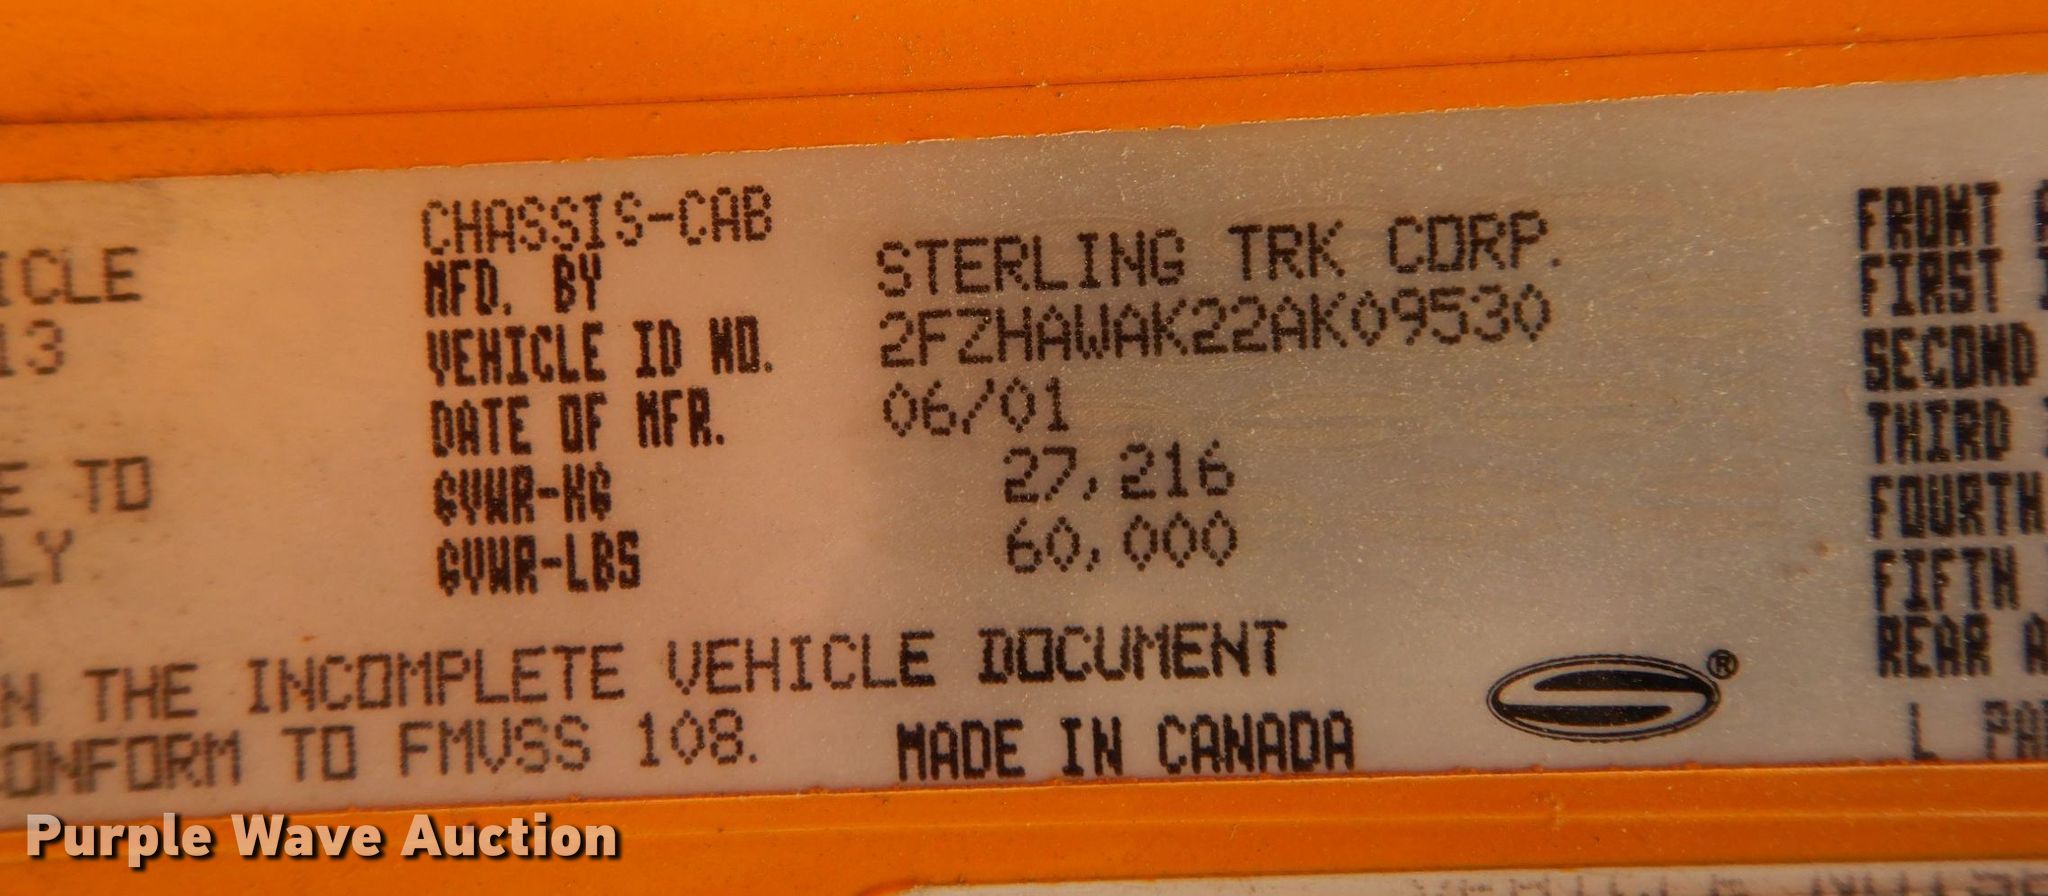 ICLE
13
E TO
LY
CHASSIS-CAB
MFD. BY STERLING TRK CORP.
VEHICLE ID NO. 2FZHAWAK22AK09530
DATE OF MFR. 06/01
GVWR-KG 27,216
GVWR-LBS 60,000
N THE INCOMPLETE VEHICLE DOCUMENT
ONFORM TO FMVSS 108.
MADE IN CANADA
®
FRONT
FIRST
SECOND
THIRD
FOURTH
FIFTH
REAR
L PA
Purple Wave Auction